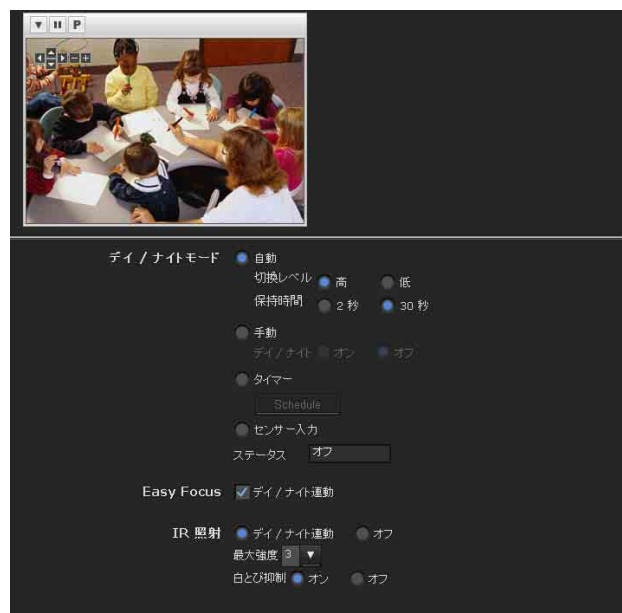 P
デイ / ナイトモード 自動
切換レベル 高 低
保持時間 2 秒 30 秒
手動
デイ / ナイト オン オフ
タイマー
Schedule
センサー入力
ステータス オフ
Easy Focus デイ / ナイト連動
IR 照射 デイ / ナイト連動 オフ
最大強度 3
白とび抑制 オン オフ